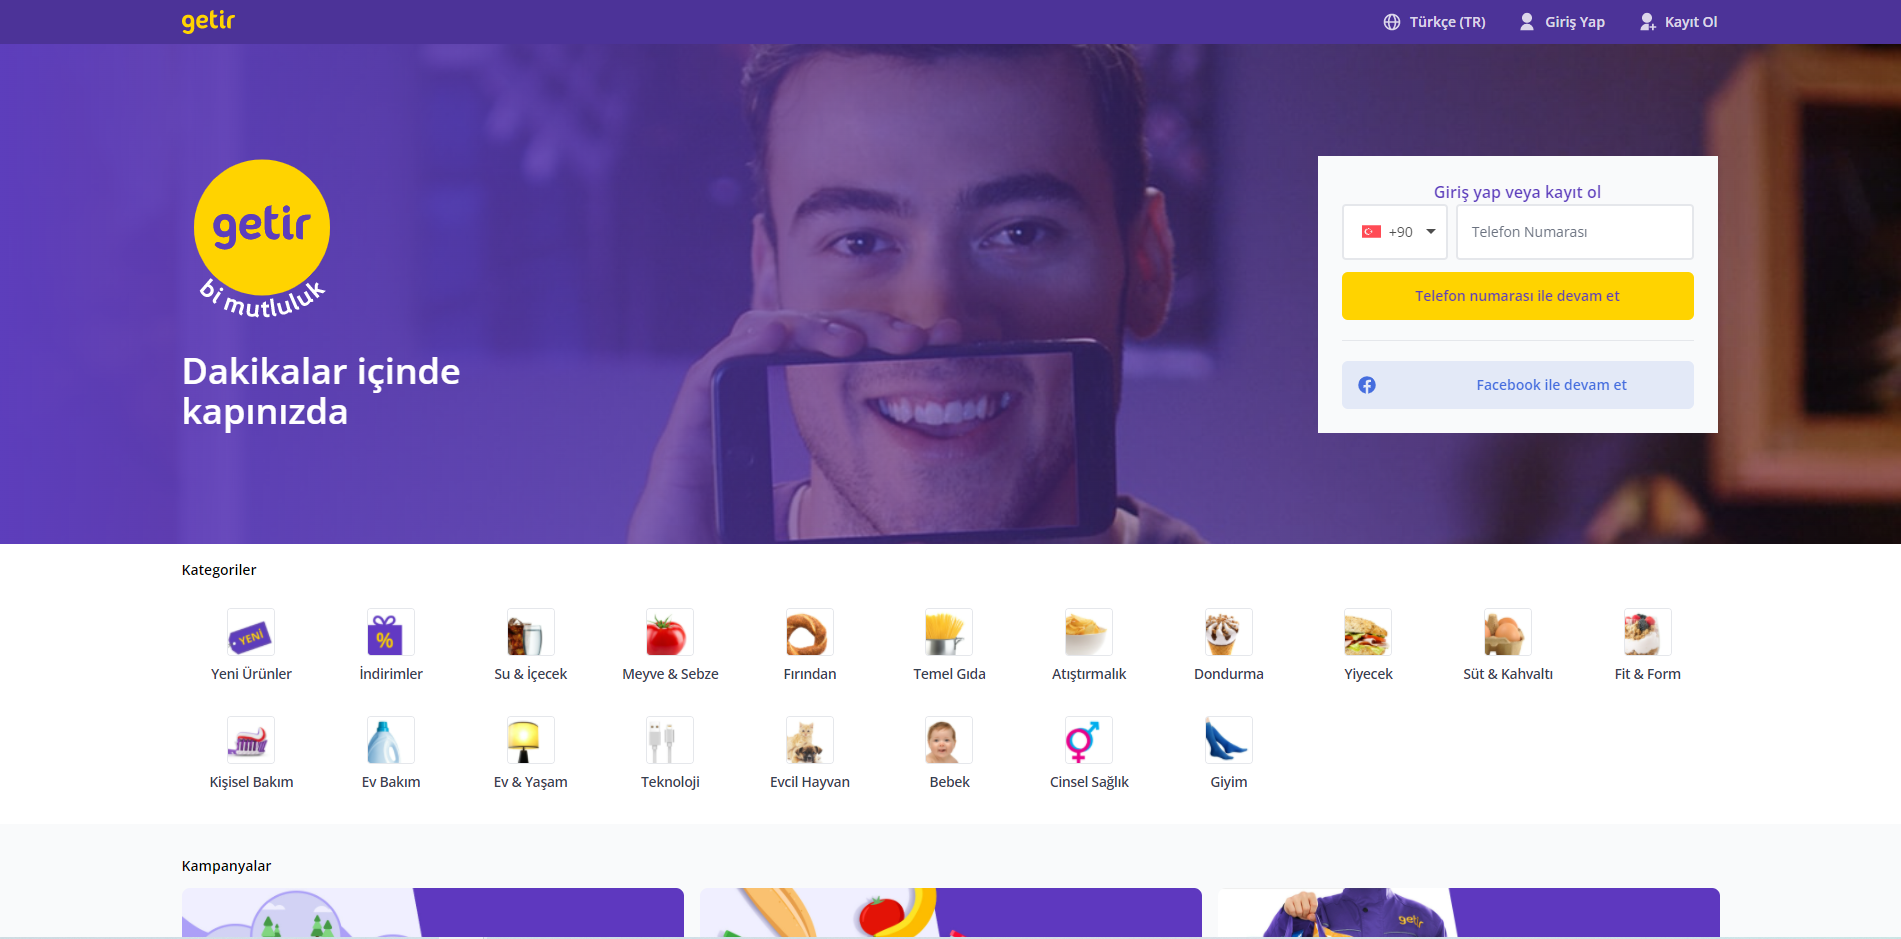 getir
Türkçe (TR)
Giriş Yap
Kayıt Ol
getir
bi mutluluk
Dakikalar içinde
kapınızda
Giriş yap veya kayıt ol
+90
Telefon Numarası
Telefon numarası ile devam et
Facebook ile devam et
Kategoriler
YENİ
%
Yeni Ürünler
İndirimler
Su & İçecek
Meyve & Sebze
Fırından
Temel Gıda
Atıştırmalık
Dondurma
Yiyecek
Süt & Kahvaltı
Fit & Form
Kişisel Bakım
Ev Bakım
Ev & Yaşam
Teknoloji
Evcil Hayvan
Bebek
Cinsel Sağlık
Giyim
Kampanyalar
getir